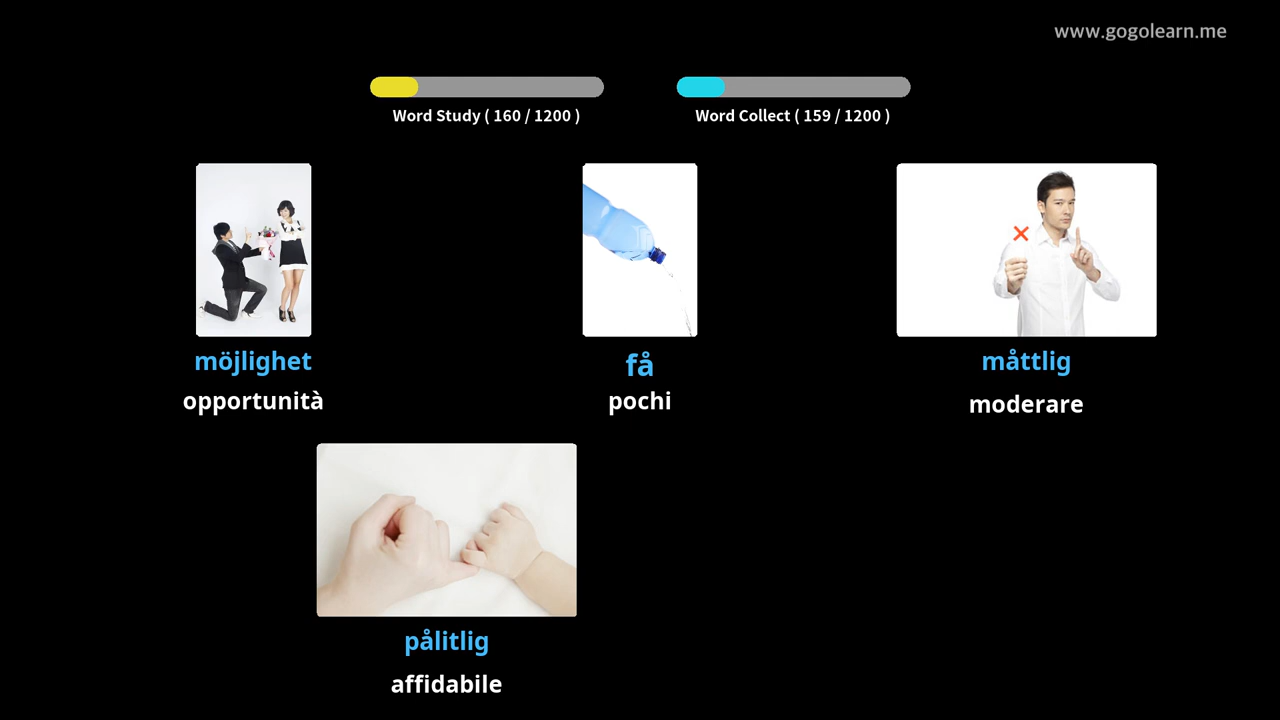 www.gogolearn.me
Word Study ( 160 / 1200 )
Word Collect ( 159 / 1200 )
möjlighet
opportunità
få
pochi
måttlig
moderare
pålitlig
affidabile